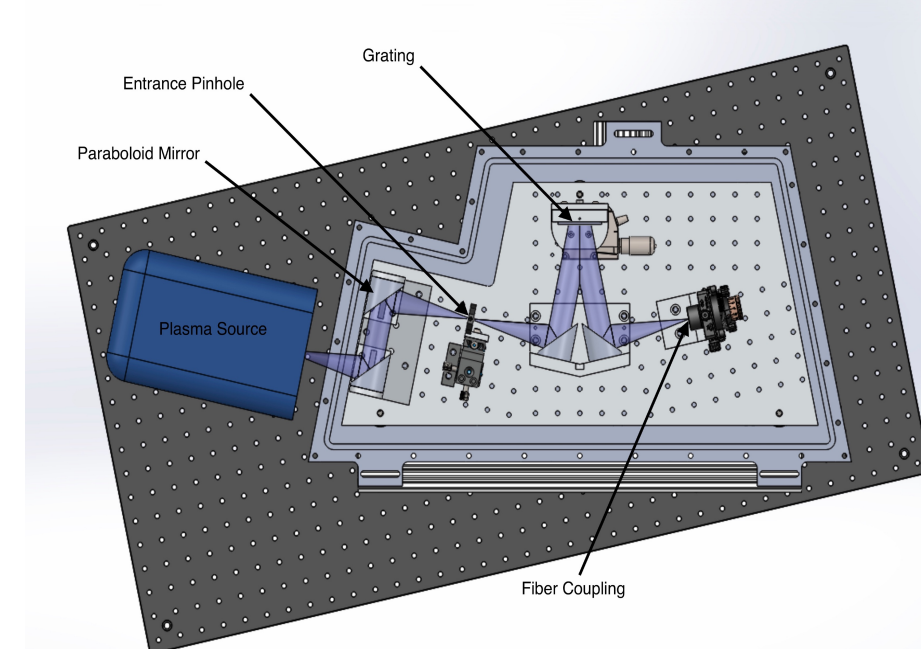 Grating
Entrance Pinhole
Paraboloid Mirror
Plasma Source
Fiber Coupling